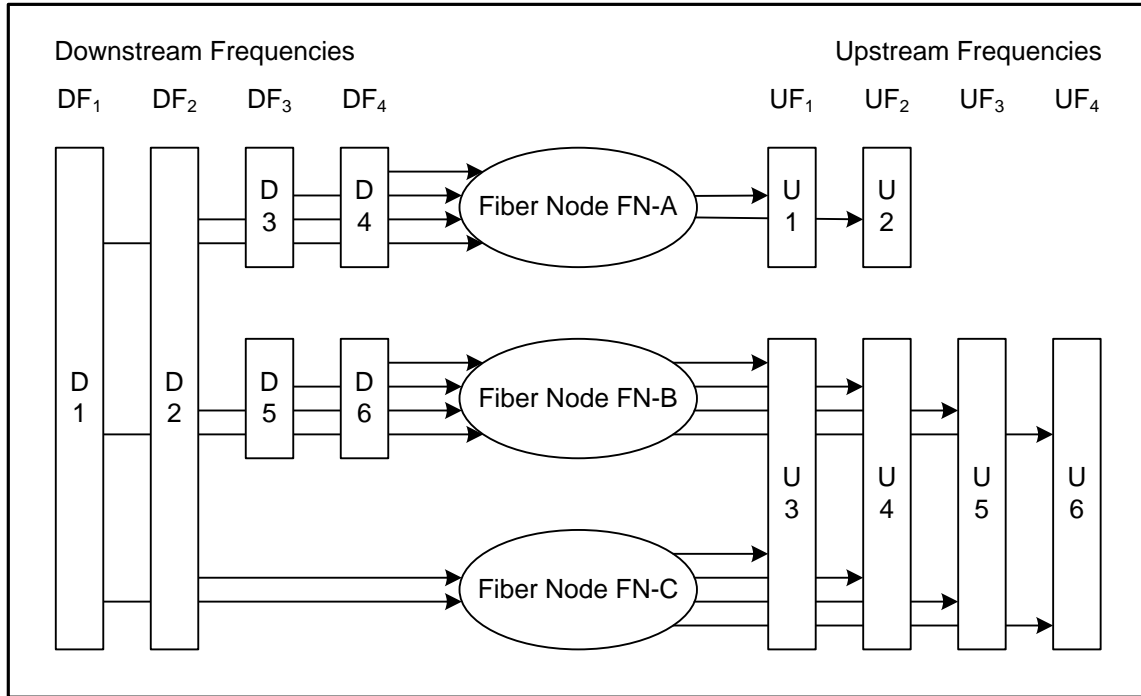 Downstream Frequencies
Upstream Frequencies
DF₁ DF₂ DF₃ DF₄
UF₁ UF₂ UF₃ UF₄
D
3
D
4
Fiber Node FN-A
U
1
U
2
D
1
D
2
D
5
D
6
Fiber Node FN-B
U
3
U
4
U
5
U
6
Fiber Node FN-C